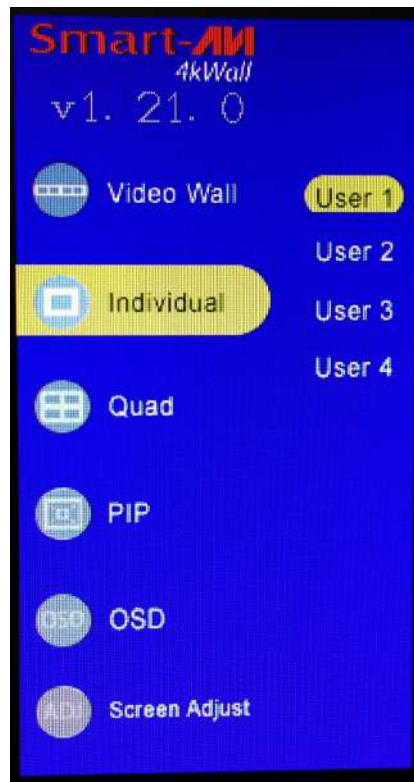 Smart-AVI
4kWall
v1. 21. 0
Video Wall
User 1
User 2
Individual
User 3
User 4
Quad
PIP
OSD
OSD
ADJ
Screen Adjust